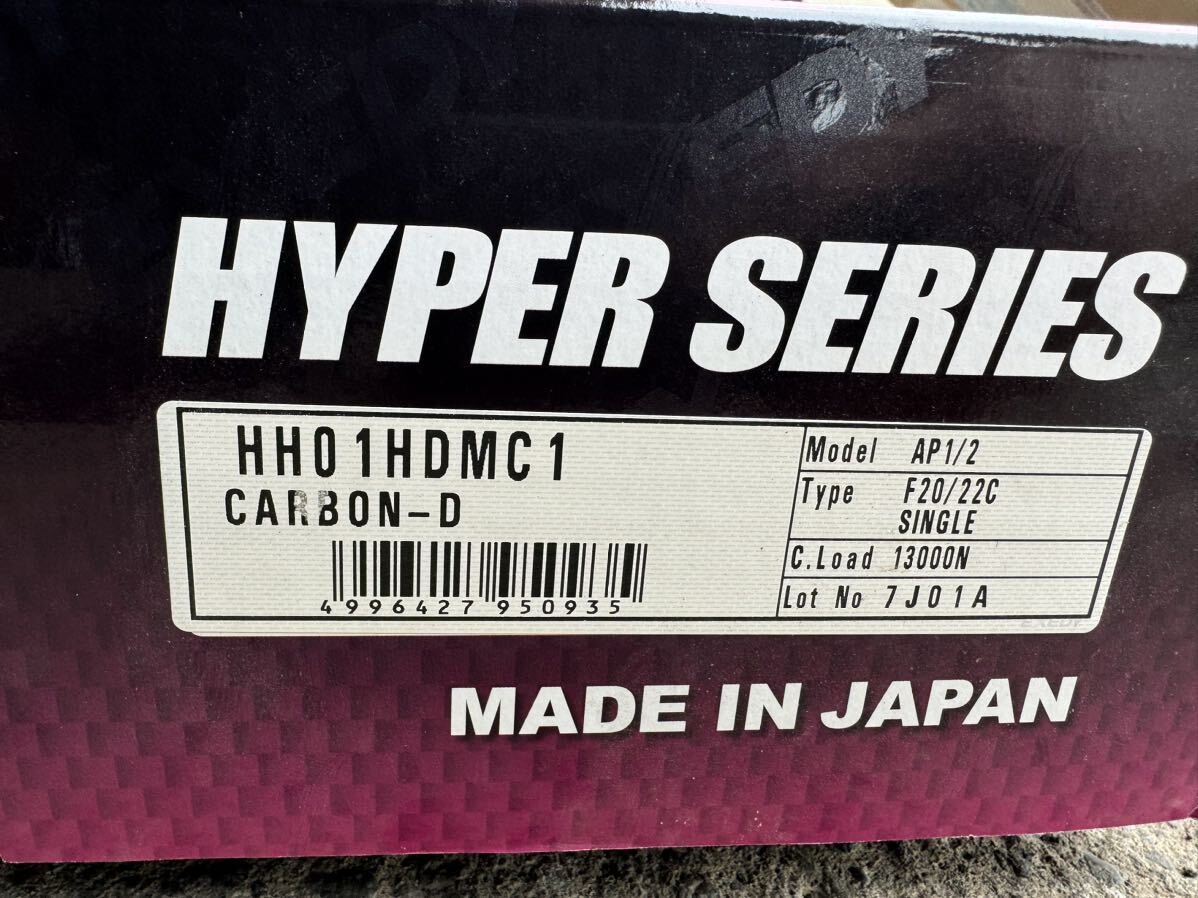 HYPER SERIES
HH01HDMC1
CARBON-D
4996427 950935
Model AP1/2
Type F20/22C
SINGLE
C.Load 13000N
Lot No 7J01A
EXEDY
MADE IN JAPAN